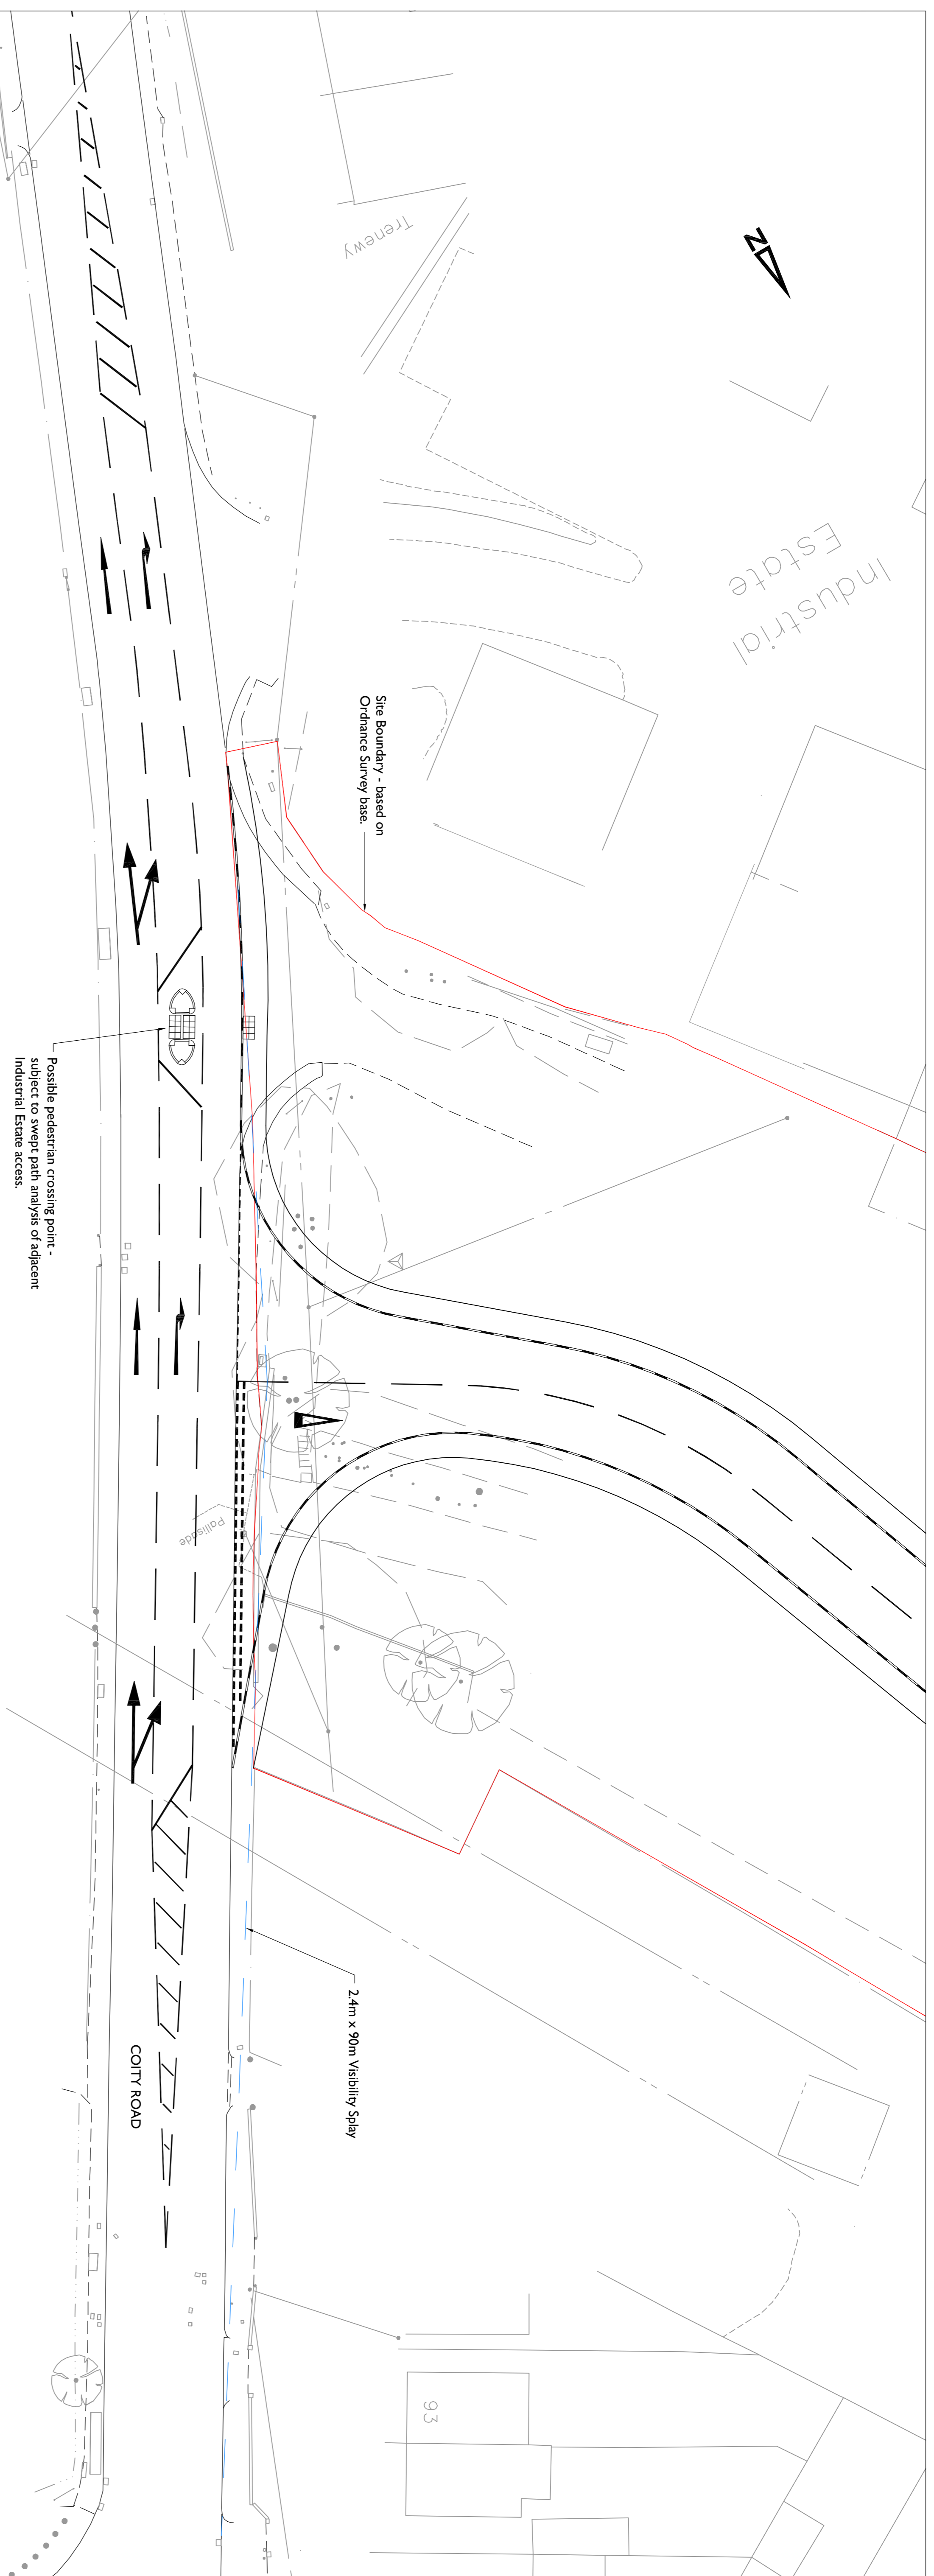 N
Trenewy
Industrial
Estate
Site Boundary - based on
Ordnance Survey base.
Possible pedestrian crossing point -
subject to swept path analysis of adjacent
Industrial Estate access.
Pallisade
2.4m x 90m Visibility Splay
COITY ROAD
93